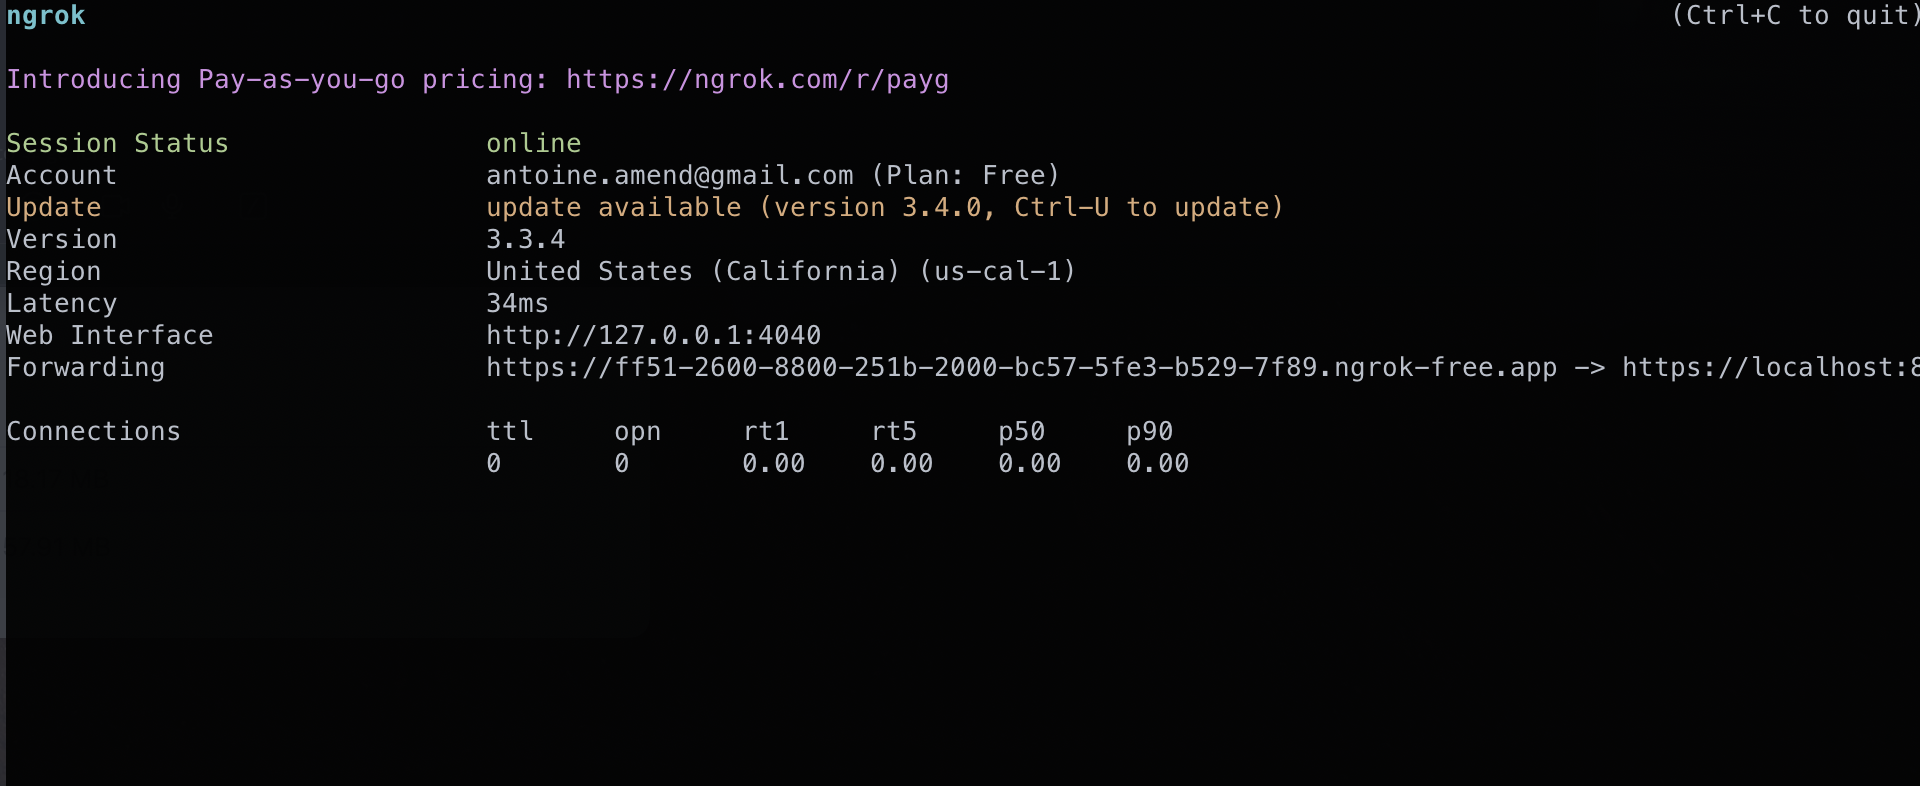 ngrok (Ctrl+C to quit)
Introducing Pay-as-you-go pricing: https://ngrok.com/r/payg
Session Status online
Account antoine.amend@gmail.com (Plan: Free)
Update update available (version 3.4.0, Ctrl-U to update)
Version 3.3.4
Region United States (California) (us-cal-1)
Latency 34ms
Web Interface http://127.0.0.1:4040
Forwarding https://ff51-2600-8800-251b-2000-bc57-5fe3-b529-7f89.ngrok-free.app -> https://localhost:8
Connections ttl opn rt1 rt5 p50 p90
0 0 0.00 0.00 0.00 0.00